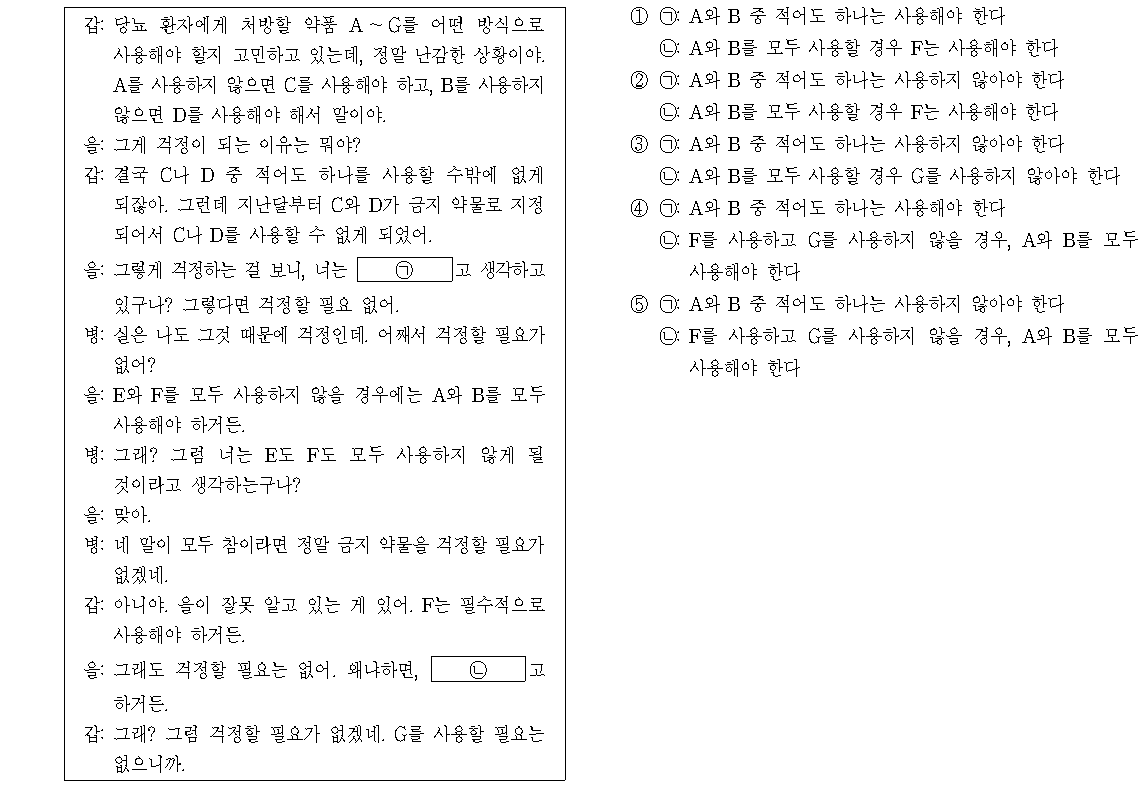 갑: 당뇨 환자에게 처방할 약품 A ~ G를 어떤 방식으로
사용해야 할지 고민하고 있는데, 정말 난감한 상황이야.
A를 사용하지 않으면 C를 사용해야 하고, B를 사용하지
않으면 D를 사용해야 해서 말이야.
을: 그게 걱정이 되는 이유는 뭐야?
갑: 결국 C나 D 중 적어도 하나를 사용할 수밖에 없게
되잖아. 그런데 지난달부터 C와 D가 금지 약물로 지정
되어서 C나 D를 사용할 수 없게 되었어.
을: 그렇게 걱정하는 걸 보니, 너는 ㉠고 생각하고
있구나? 그렇다면 걱정할 필요 없어.
병: 실은 나도 그것 때문에 걱정인데. 어째서 걱정할 필요가
없어?
을: E와 F를 모두 사용하지 않을 경우에는 A와 B를 모두
사용해야 하거든.
병: 그래? 그럼 너는 E도 F도 모두 사용하지 않게 될
것이라고 생각하는구나?
을: 맞아.
병: 네 말이 모두 참이라면 정말 금지 약물을 걱정할 필요가
없겠네.
갑: 아니야. 을이 잘못 알고 있는 게 있어. F는 필수적으로
사용해야 하거든.
을: 그래도 걱정할 필요는 없어. 왜냐하면, ㉡고
하거든.
갑: 그래? 그럼 걱정할 필요가 없겠네. G를 사용할 필요는
없으니까.
① ㉠: A와 B 중 적어도 하나는 사용해야 한다
㉡: A와 B를 모두 사용할 경우 F는 사용해야 한다
② ㉠: A와 B 중 적어도 하나는 사용하지 않아야 한다
㉡: A와 B를 모두 사용할 경우 F는 사용해야 한다
③ ㉠: A와 B 중 적어도 하나는 사용하지 않아야 한다
㉡: A와 B를 모두 사용할 경우 G를 사용하지 않아야 한다
④ ㉠: A와 B 중 적어도 하나는 사용해야 한다
㉡: F를 사용하고 G를 사용하지 않을 경우, A와 B를 모두
사용해야 한다
⑤ ㉠: A와 B 중 적어도 하나는 사용하지 않아야 한다
㉡: F를 사용하고 G를 사용하지 않을 경우, A와 B를 모두
사용해야 한다